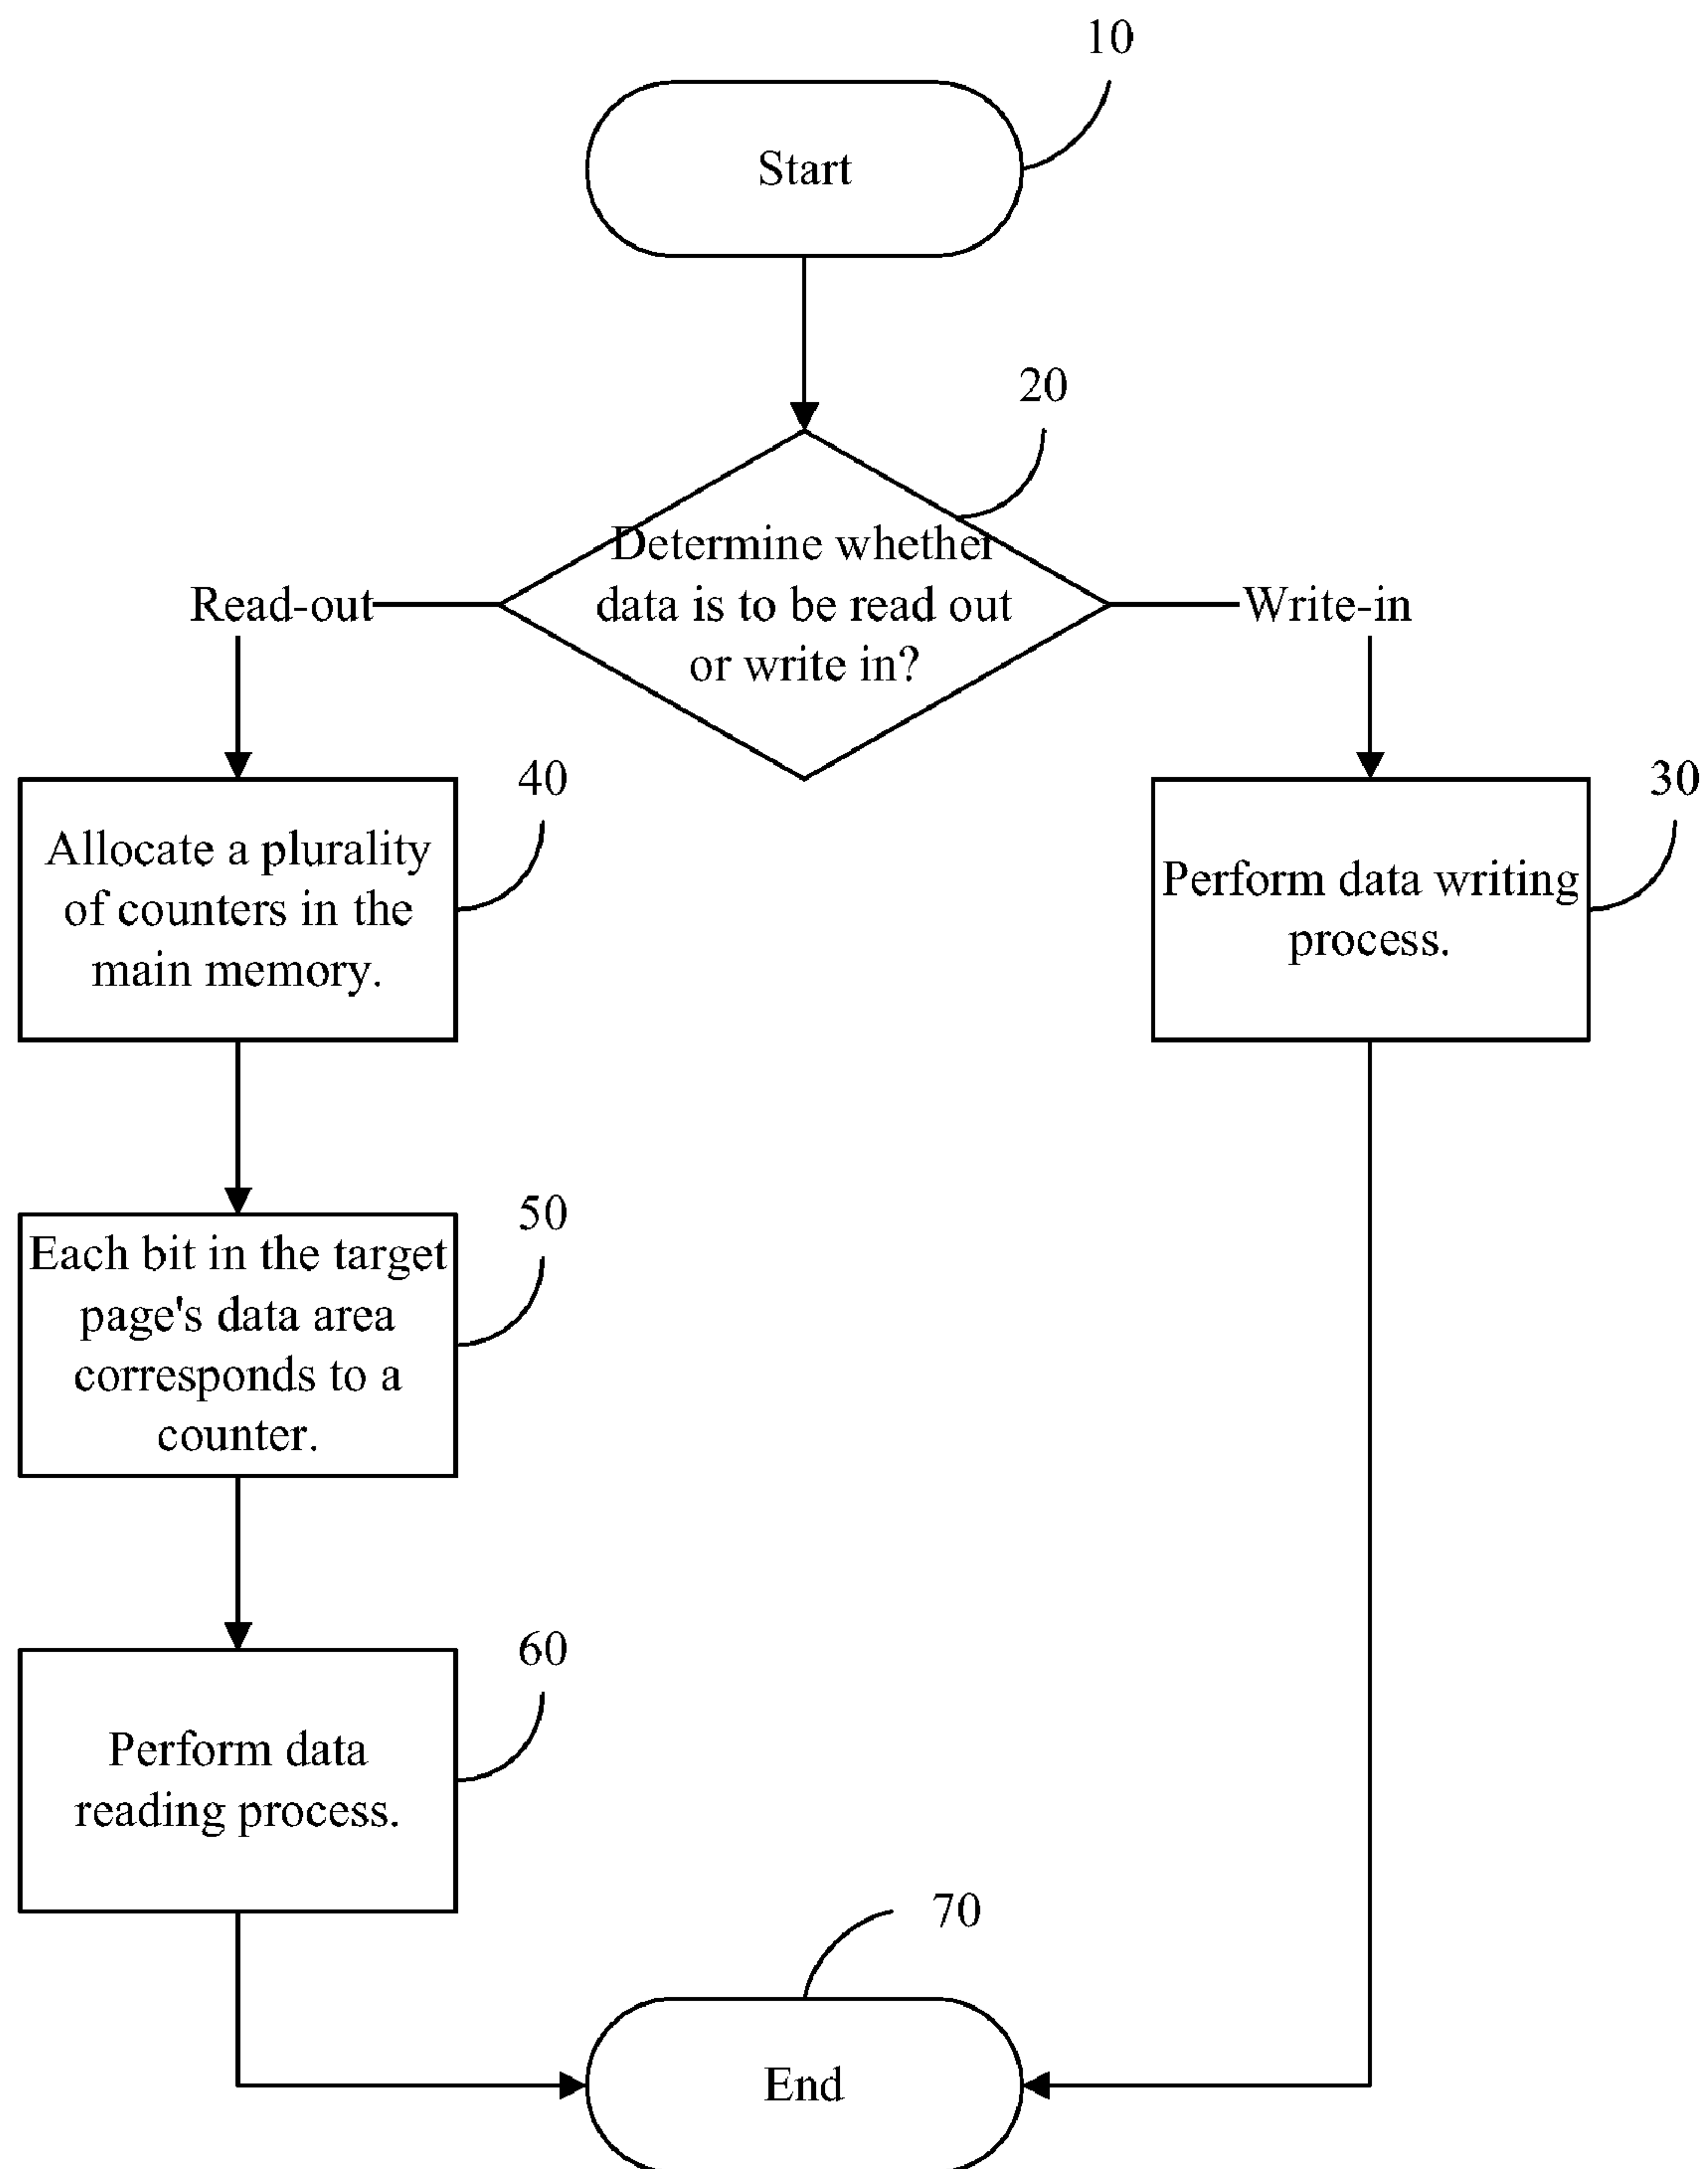 10
Start
20
Determine whether
data is to be read out
or write in?
Read-out
Write-in
40
Allocate a plurality
of counters in the
main memory.
30
Perform data writing
process.
50
Each bit in the target
page's data area
corresponds to a
counter.
60
Perform data
reading process.
70
End